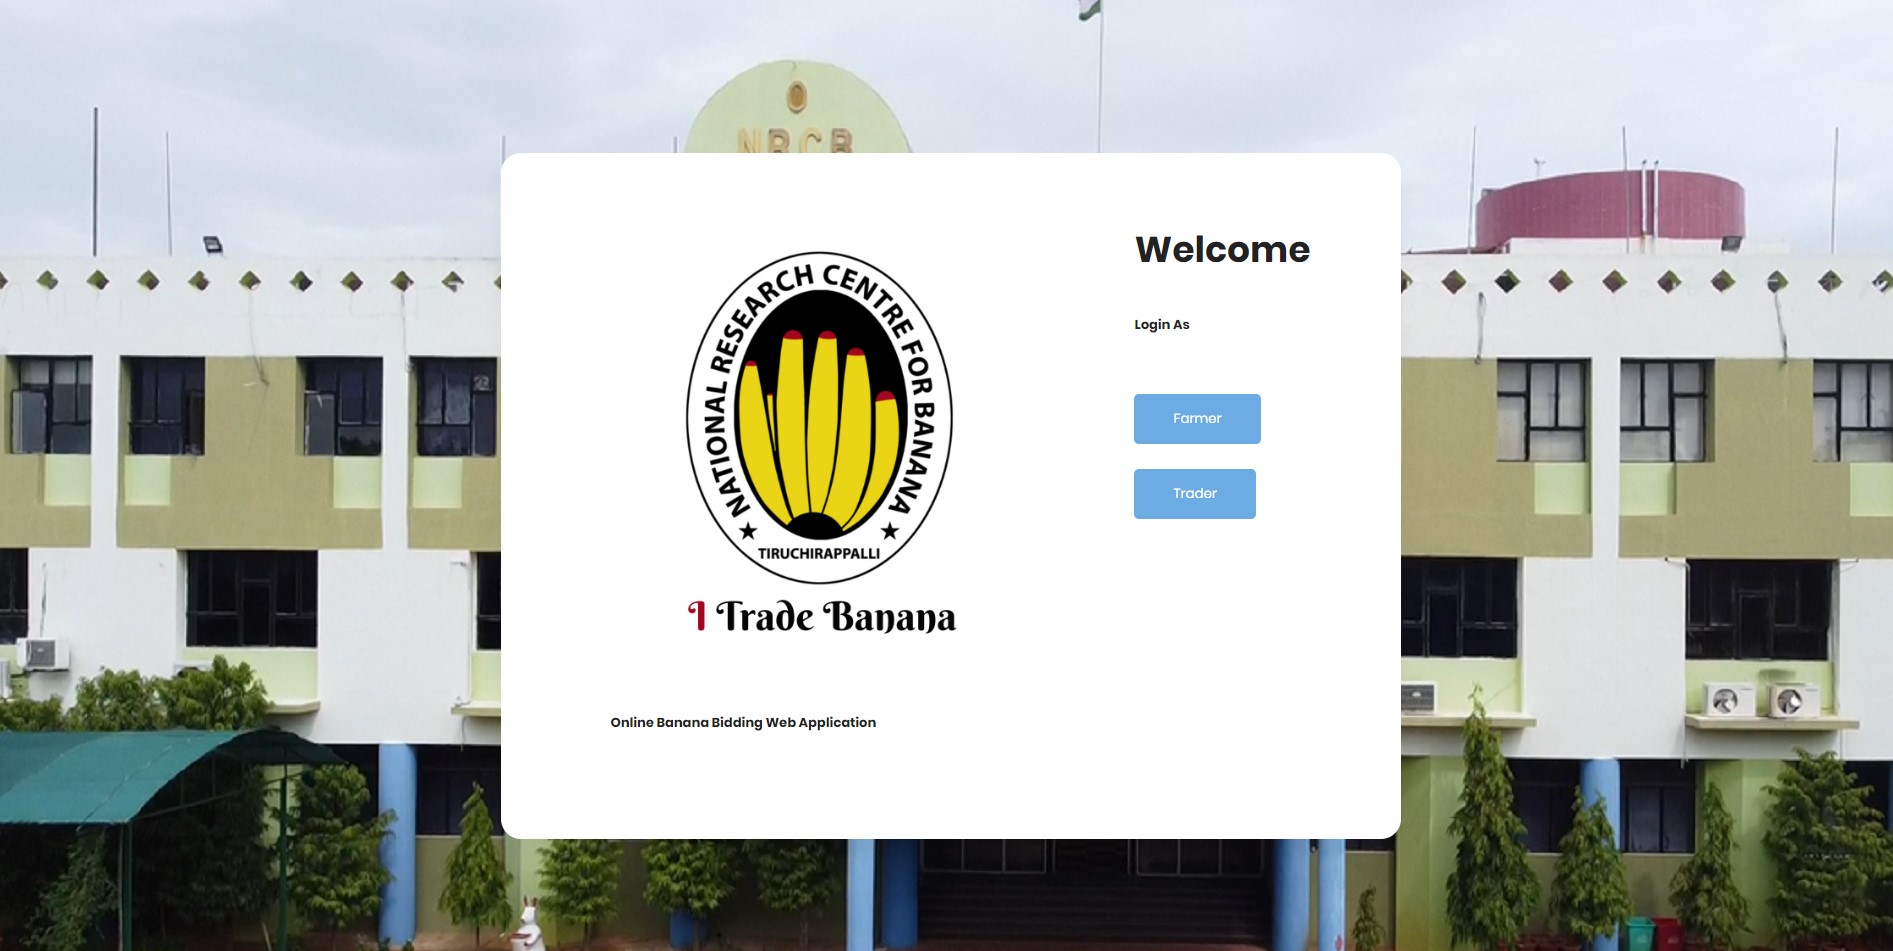 NRCB
NATIONAL RESEARCH CENTRE FOR BANANA
TIRUCHIRAPPALLI
I Trade Banana
Online Banana Bidding Web Application
Welcome
Login As
Farmer
Trader